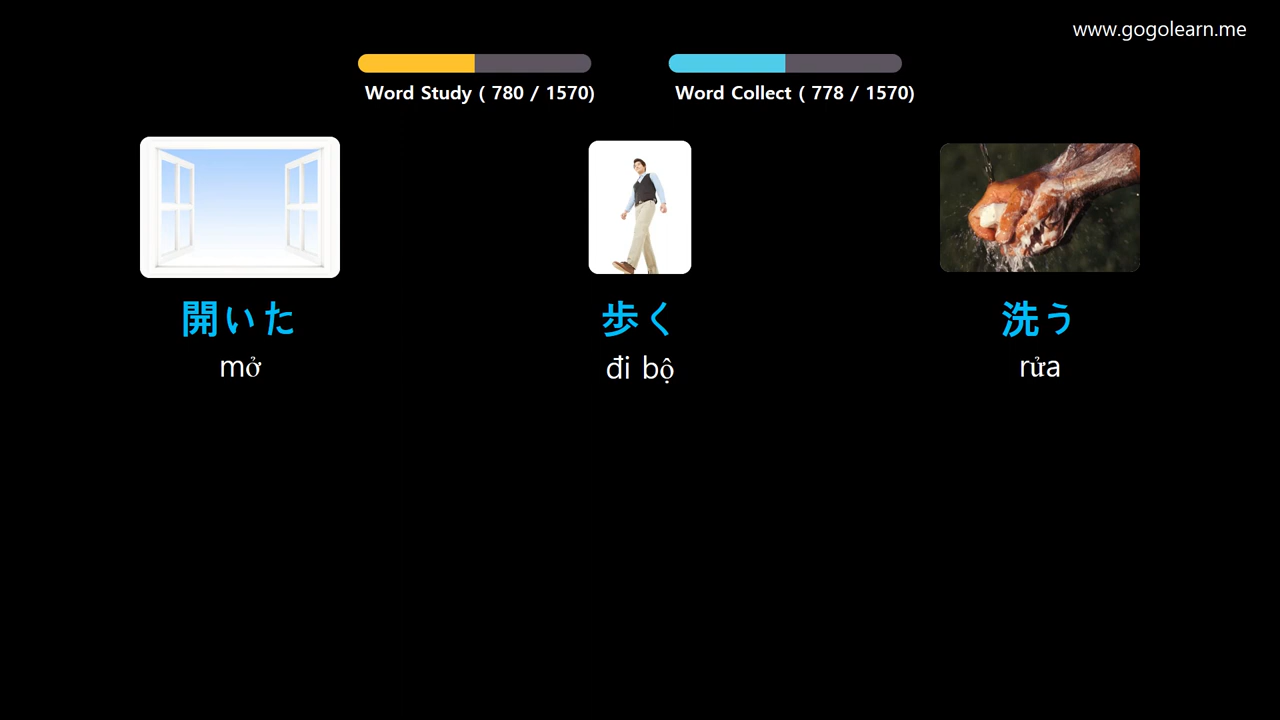 www.gogolearn.me
Word Study ( 780 / 1570)
Word Collect ( 778 / 1570)
開いた
mở
歩く
đi bộ
洗う
rửa